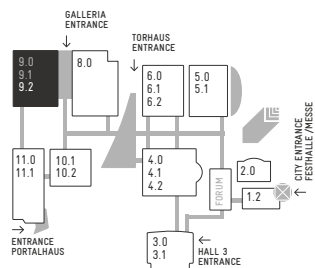 GALLERIA
ENTRANCE
TORHAUS
ENTRANCE
9.0
9.1
9.2
8.0
6.0
6.1
6.2
5.0
5.1
11.0
11.1
10.1
10.2
4.0
4.1
4.2
2.0
1.2
FORUM
CITY ENTRANCE
FESTHALLE /MESSE
3.0
3.1
ENTRANCE
PORTALHAUS
HALL 3
ENTRANCE